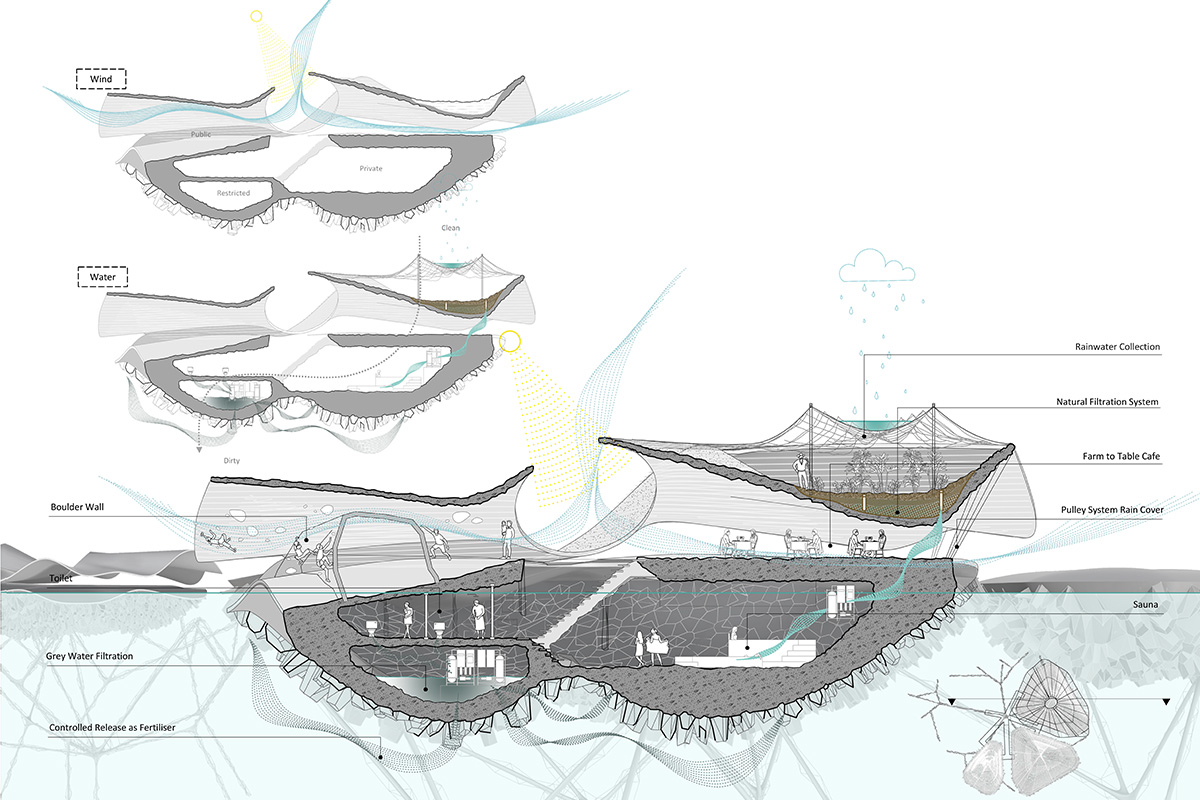 Wind
Public
Private
Restricted
Clean
Water
Dirty
Rainwater Collection
Natural Filtration System
Farm to Table Cafe
Boulder Wall
Pulley System Rain Cover
Toilet
Sauna
Grey Water Filtration
Controlled Release as Fertiliser